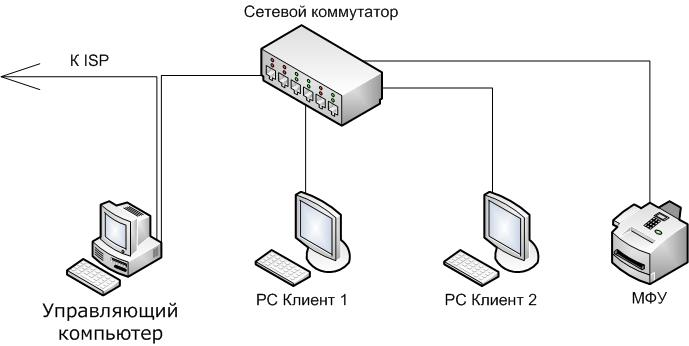 Сетевой коммутатор
К ISP
Управляющий
компьютер
PC Клиент 1
PC Клиент 2
МФУ